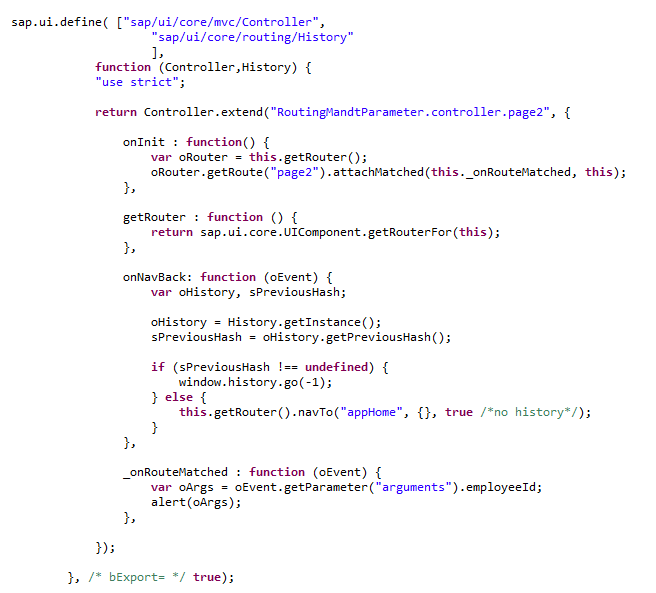 sap.ui.define( ["sap/ui/core/mvc/Controller",
"sap/ui/core/routing/History"
],
function (Controller,History) {
"use strict";
return Controller.extend("RoutingMandtParameter.controller.page2", {
onInit : function() {
var oRouter = this.getRouter();
oRouter.getRoute("page2").attachMatched(this._onRouteMatched, this);
},
getRouter : function () {
return sap.ui.core.UIComponent.getRouterFor(this);
},
onNavBack: function (oEvent) {
var oHistory, sPreviousHash;
oHistory = History.getInstance();
sPreviousHash = oHistory.getPreviousHash();
if (sPreviousHash !== undefined) {
window.history.go(-1);
} else {
this.getRouter().navTo("appHome", {}, true /*no history*/);
}
},
_onRouteMatched : function (oEvent) {
var oArgs = oEvent.getParameter("arguments").employeeId;
alert(oArgs);
},
});
}, /* bExport= */ true);